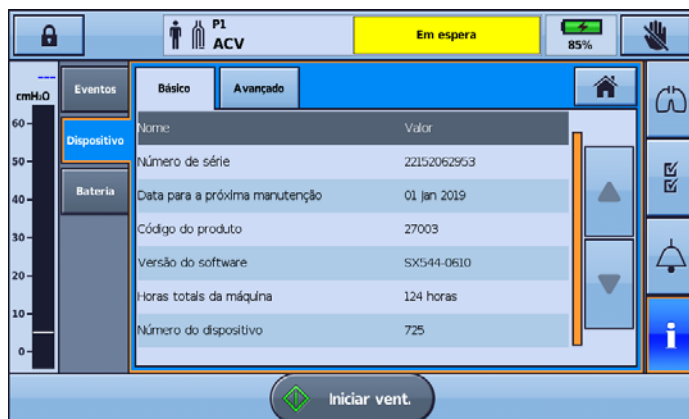 P1
ACV
Em espera
85%
---
cmH₂O
60
50
40
30
20
10
0
Eventos
Dispositivo
Bateria
Básico
Avançado
Nome Valor
Número de série 22152062953
Data para a próxima manutenção 01 Jan 2019
Código do produto 27003
Versão do software SX544-0610
Horas totais da máquina 124 horas
Número do dispositivo 725
i
Iniciar vent.